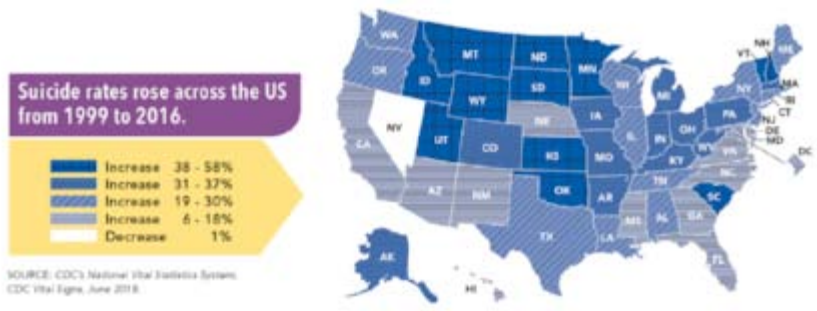 Suicide rates rose across the US
from 1999 to 2016.
Increase 38 - 58%
Increase 31 - 37%
Increase 19 - 30%
Increase 6 - 18%
Decrease 1%
SOURCE: CDC's National Vital Statistics System;
CDC Vital Signs, June 2018.
WA
OR
CA
NV
ID
MT
WY
UT
CO
AZ
NM
ND
SD
NE
KS
OK
TX
MN
IA
MO
AR
LA
WI
IL
MI
IN
OH
KY
TN
MS
AL
GA
FL
SC
NC
VA
WV
PA
NY
VT
NH
ME
MA
RI
CT
NJ
DE
MD
DC
AK
HI